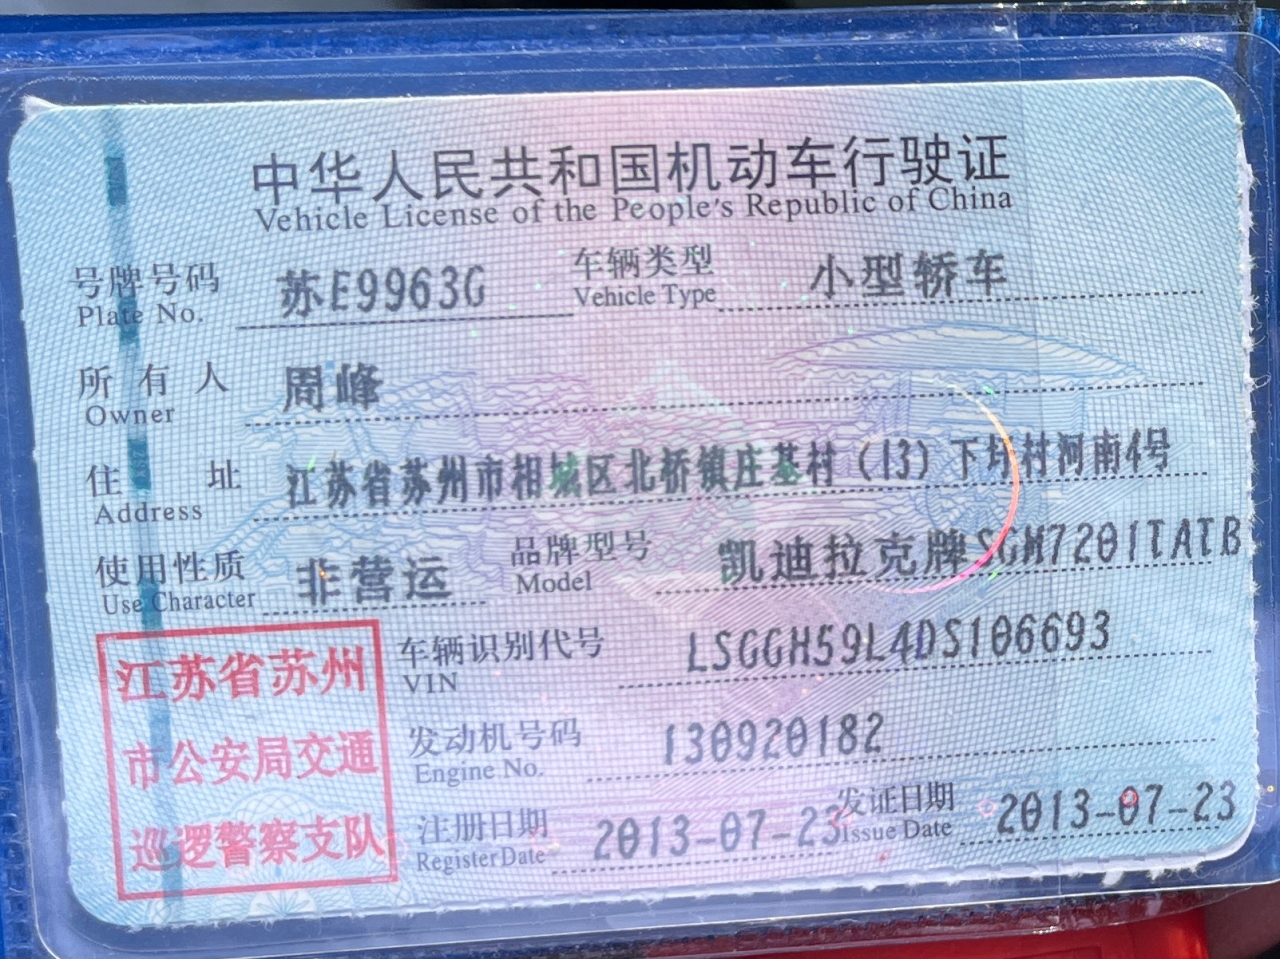 中华人民共和国机动车行驶证
Vehicle License of the People's Republic of China
号牌号码 苏E9963G 车辆类型 小型轿车
Plate No. Vehicle Type
所有人 周峰
Owner
住址 江苏省苏州市相城区北桥镇庄基村（13）下圩村河南4号
Address
使用性质 非营运 品牌型号 凯迪拉克牌SGM7201TATB
Use Character Model
江苏省苏州
市公安局交通
巡逻警察支队
车辆识别代号 LSGGH59L4DS106693
VIN
发动机号码 130920182
Engine No.
注册日期 2013-07-23 发证日期 2013-07-23
Register Date Issue Date